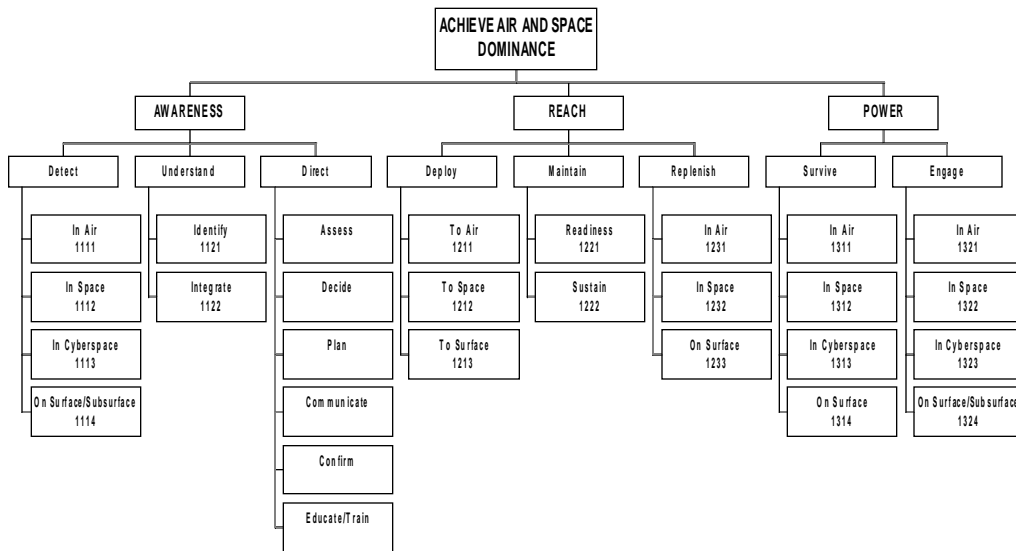 ACHIEVE AIR AND SPACE
DOMINANCE
AWARENESS
REACH
POWER
Detect
Understand
Direct
Deploy
Maintain
Replenish
Survive
Engage
In Air
1111
In Space
1112
In Cyberspace
1113
On Surface/Subsurface
1114
Identify
1121
Integrate
1122
Assess
Decide
Plan
Communicate
Confirm
Educate/Train
To Air
1211
To Space
1212
To Surface
1213
Readiness
1221
Sustain
1222
In Air
1231
In Space
1232
On Surface
1233
In Air
1311
In Space
1312
In Cyberspace
1313
On Surface
1314
In Air
1321
In Space
1322
In Cyberspace
1323
On Surface/Subsurface
1324